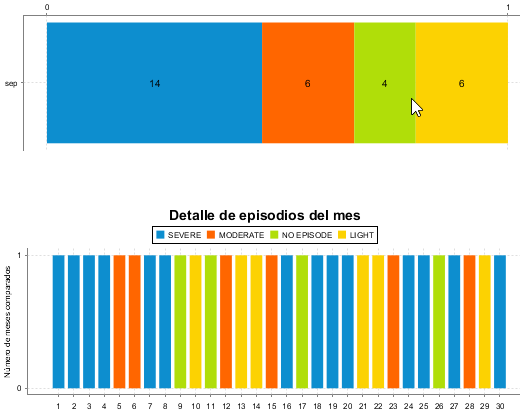 0 1
sep 14 6 4 6
Detalle de episodios del mes
SEVERE MODERATE NO EPISODE LIGHT
Número de meses comparados
1
0
1 2 3 4 5 6 7 8 9 10 11 12 13 14 15 16 17 18 19 20 21 22 23 24 25 26 27 28 29 30